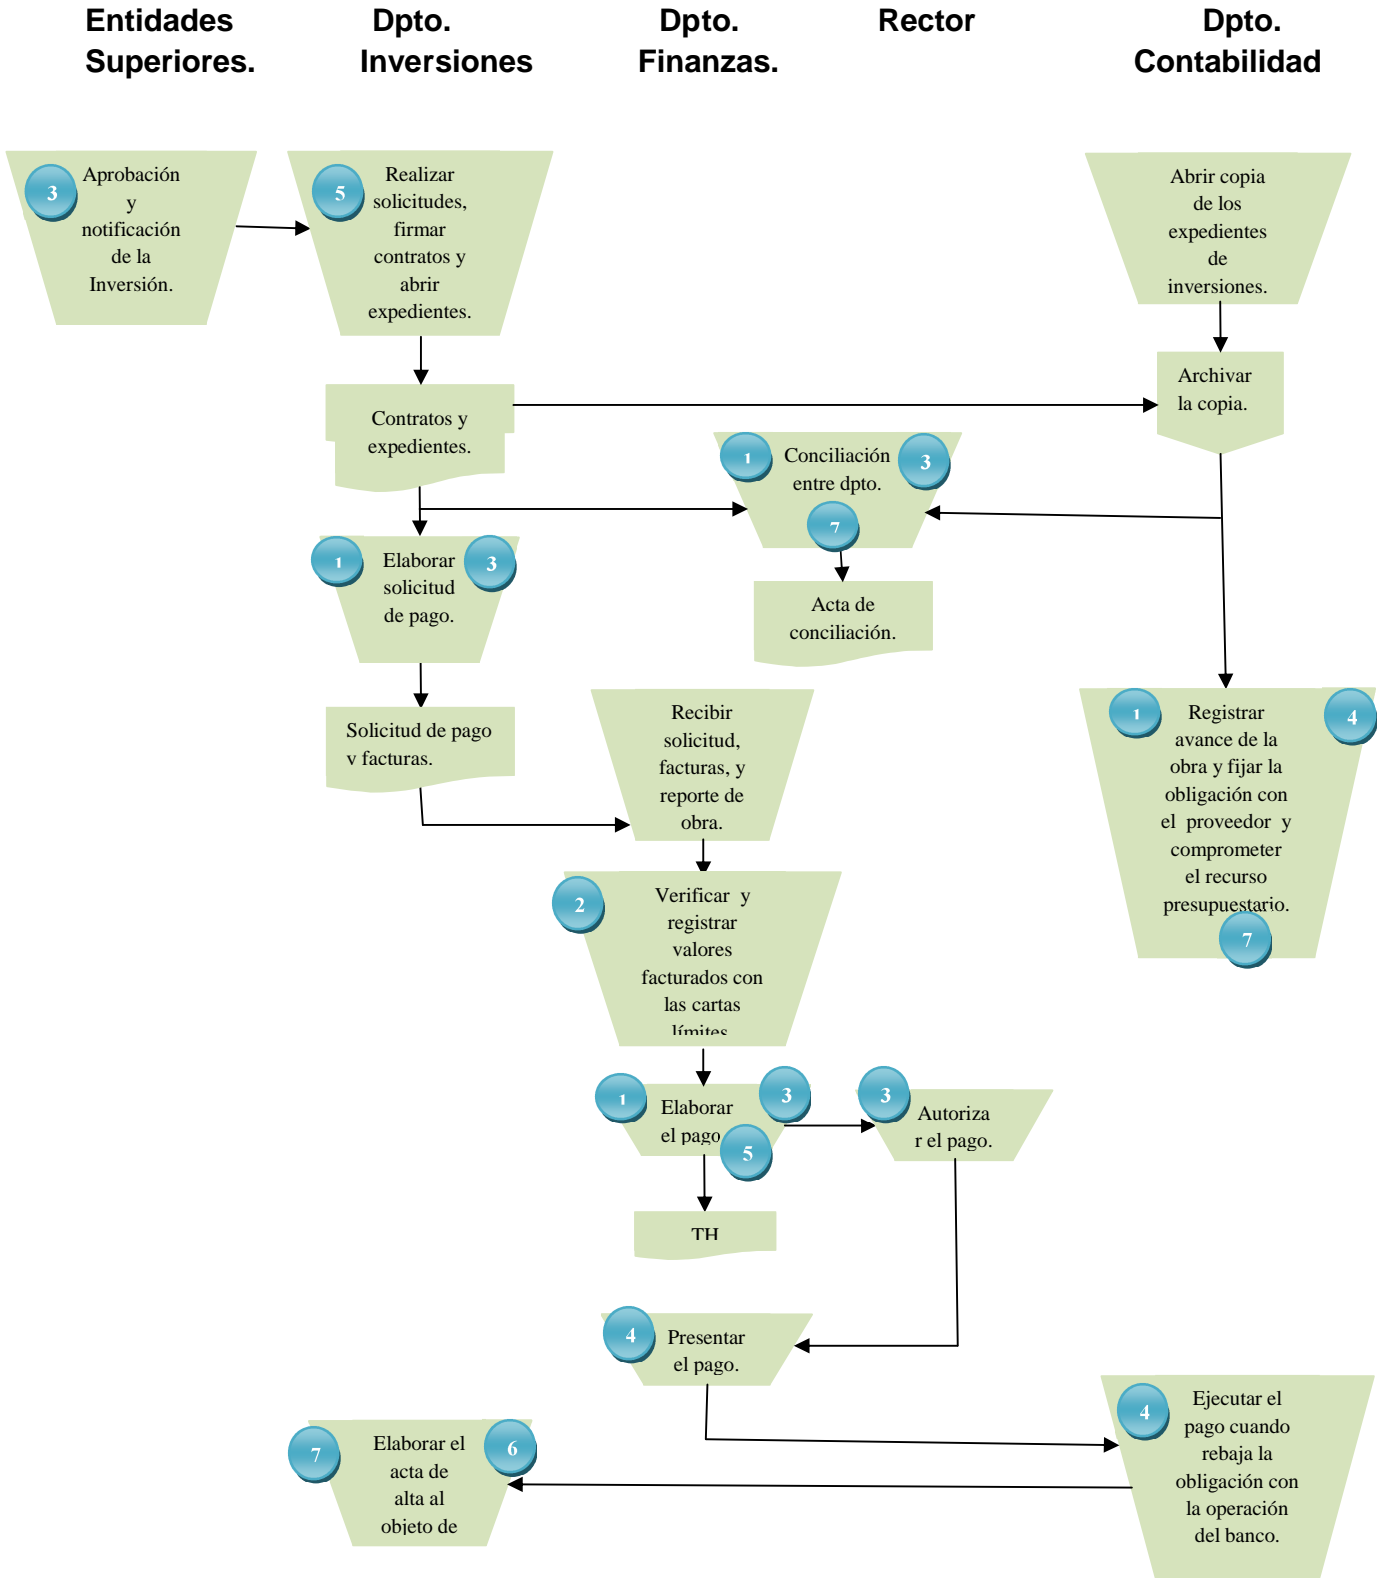 Entidades
Superiores.
Dpto.
Inversiones
Dpto.
Finanzas.
Rector
Dpto.
Contabilidad
3
Aprobación
y
notificación
de la
Inversión.
5
Realizar
solicitudes,
firmar
contratos y
abrir
expedientes.
Abrir copia
de los
expedientes
de
inversiones.
Archivar
la copia.
Contratos y
expedientes.
1
Conciliación
entre dpto.
3
7
1
Elaborar
solicitud
de pago.
3
Acta de
conciliación.
Solicitud de pago
y facturas.
Recibir
solicitud,
facturas, y
reporte de
obra.
1
Registrar
avance de la
obra y fijar la
obligación con
el proveedor y
comprometer
el recurso
presupuestario.
4
7
2
Verificar y
registrar
valores
facturados con
las cartas
límites
1
Elaborar
el pago
3
5
3
Autoriza
r el pago.
TH
4
Presentar
el pago.
4
Ejecutar el
pago cuando
rebaja la
obligación con
la operación
del banco.
7
Elaborar el
acta de
alta al
objeto de
6